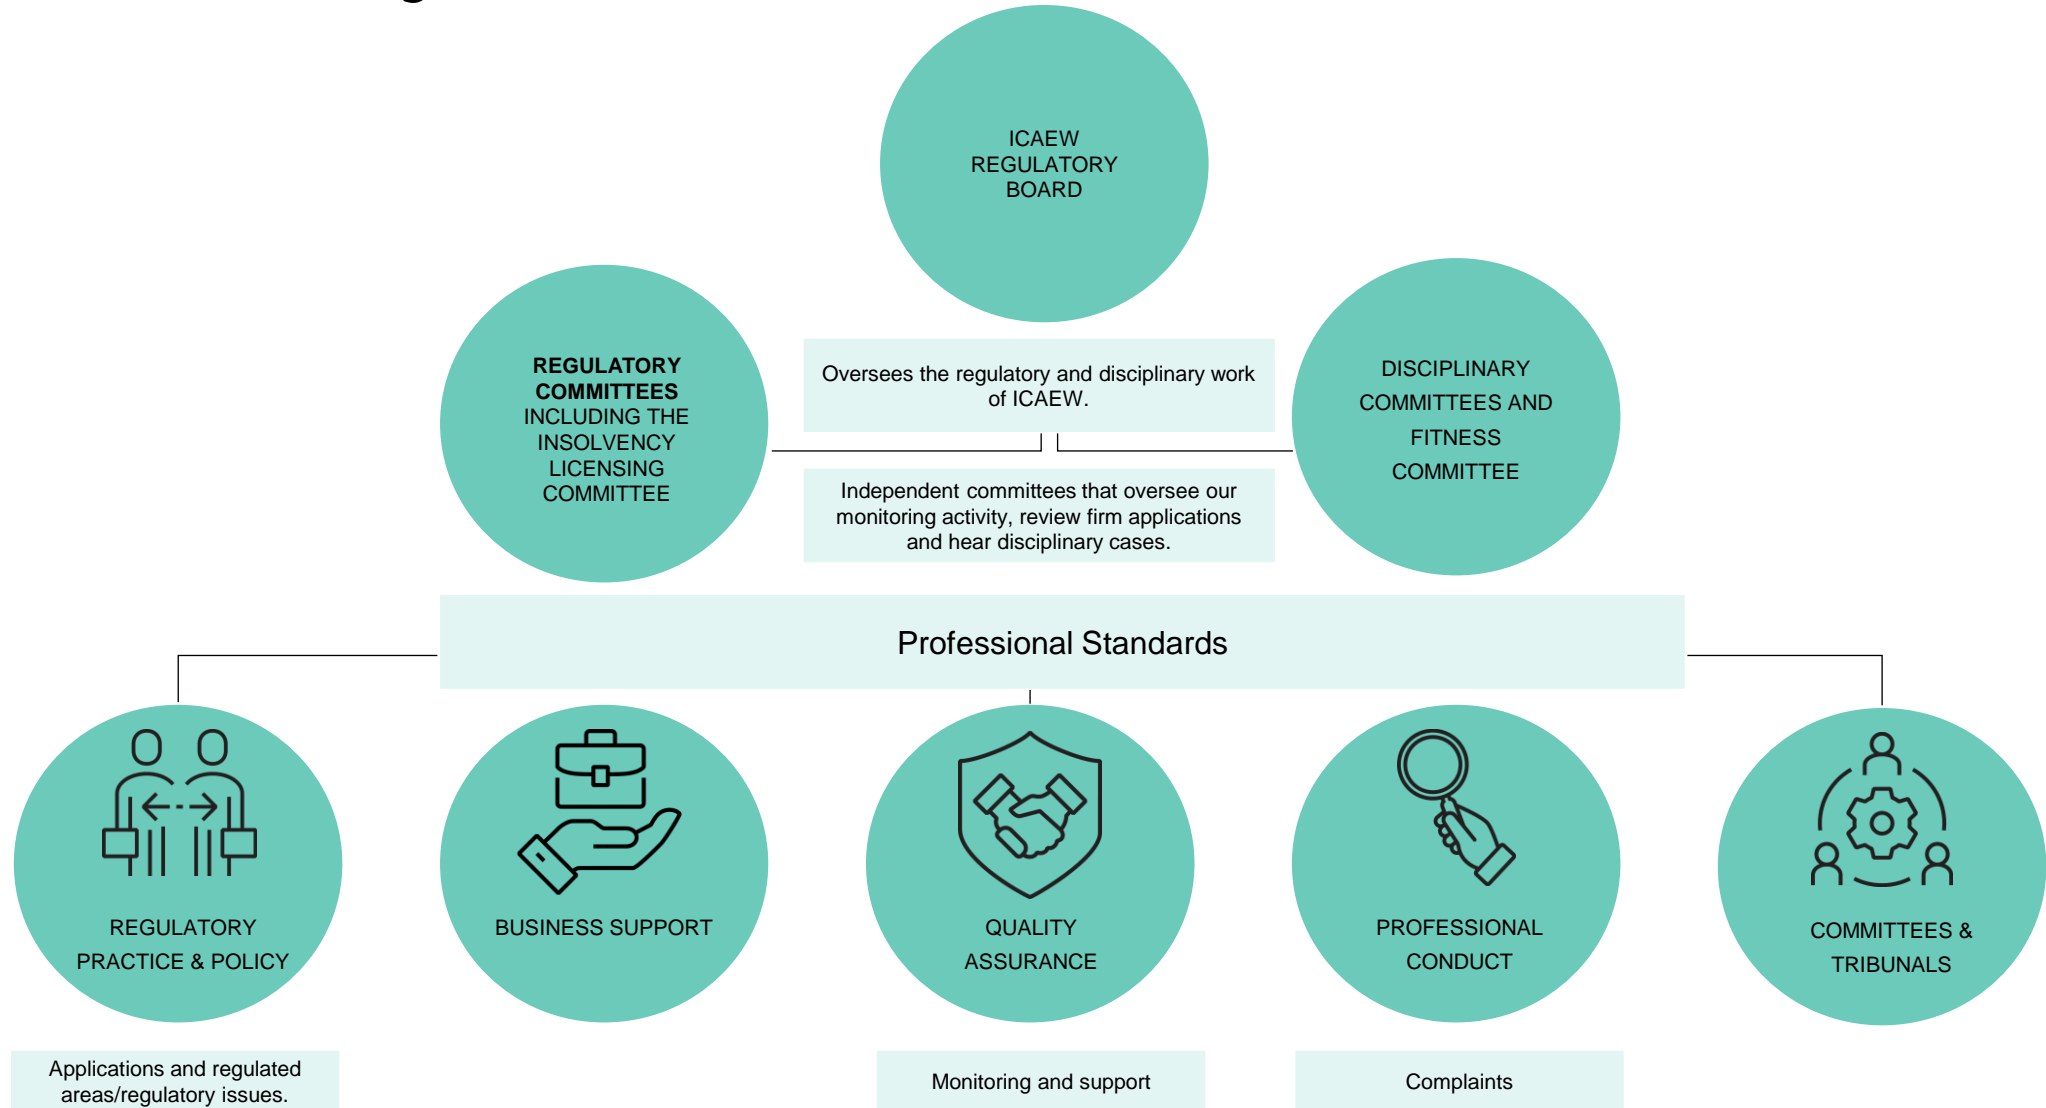 ICAEW
REGULATORY
BOARD
REGULATORY
COMMITTEES
INCLUDING THE
INSOLVENCY
LICENSING
COMMITTEE
Oversees the regulatory and disciplinary work
of ICAEW.
DISCIPLINARY
COMMITTEES AND
FITNESS
COMMITTEE
Independent committees that oversee our
monitoring activity, review firm applications
and hear disciplinary cases.
Professional Standards
REGULATORY
PRACTICE & POLICY
BUSINESS SUPPORT
QUALITY
ASSURANCE
PROFESSIONAL
CONDUCT
COMMITTEES &
TRIBUNALS
Applications and regulated
areas/regulatory issues.
Monitoring and support
Complaints